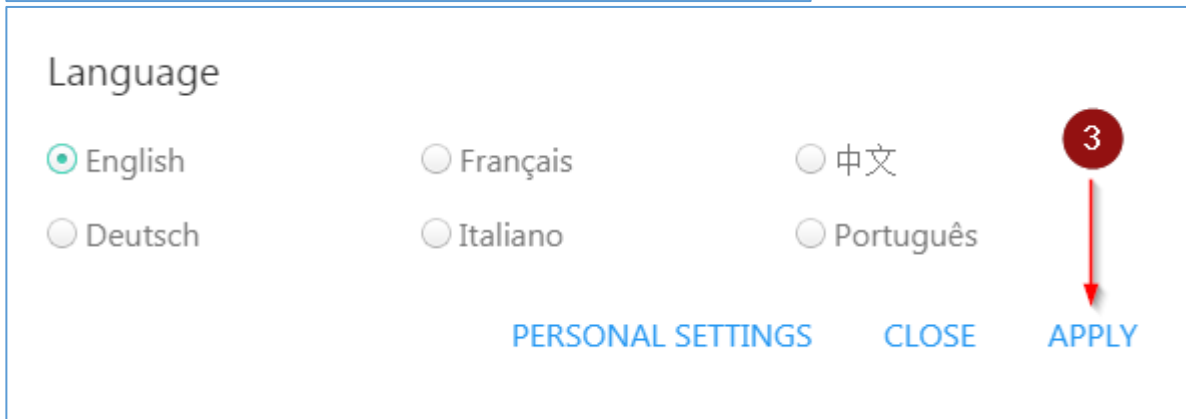 Language
English Français 中文 3
Deutsch Italiano Português
PERSONAL SETTINGS CLOSE APPLY